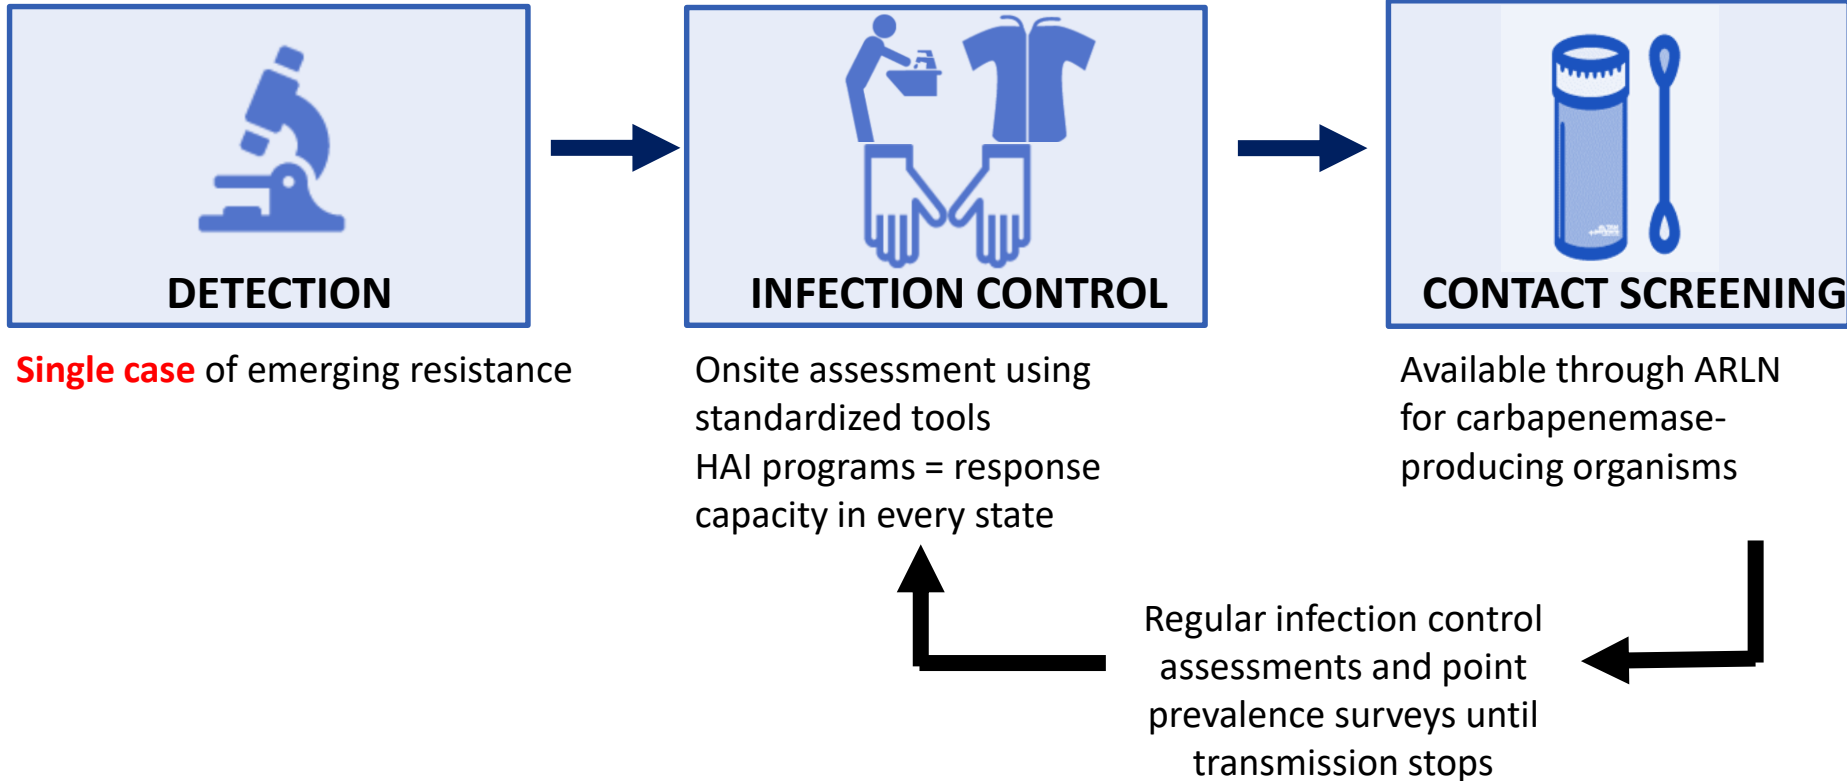 DETECTION
Single case of emerging resistance
INFECTION CONTROL
Onsite assessment using
standardized tools
HAI programs = response
capacity in every state
CONTACT SCREENING
Available through ARLN
for carbapenemase-
producing organisms
Regular infection control
assessments and point
prevalence surveys until
transmission stops